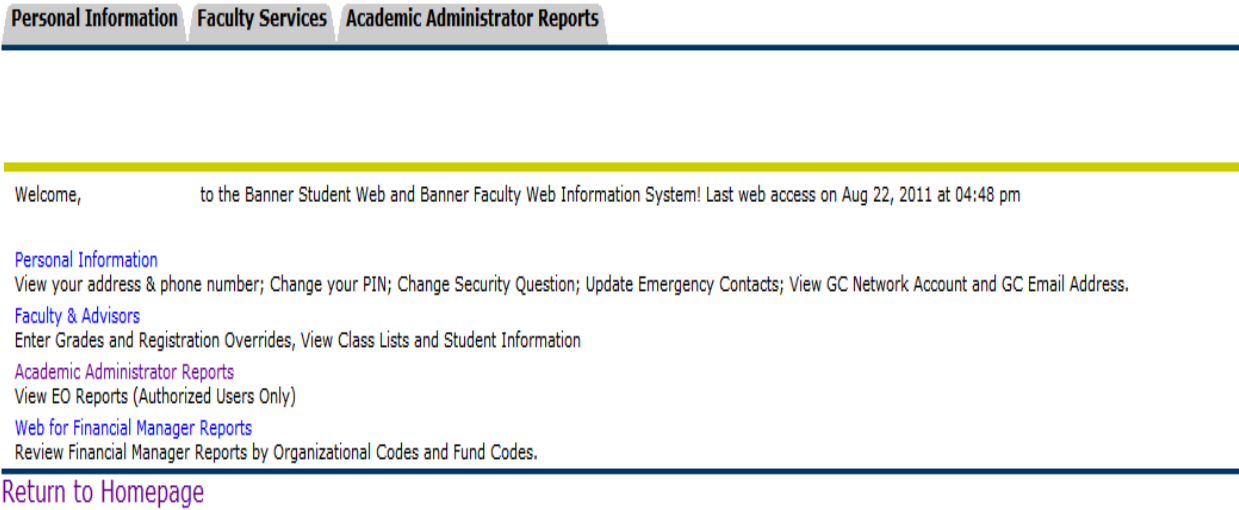 Personal Information Faculty Services Academic Administrator Reports
Welcome, to the Banner Student Web and Banner Faculty Web Information System! Last web access on Aug 22, 2011 at 04:48 pm
Personal Information
View your address & phone number; Change your PIN; Change Security Question; Update Emergency Contacts; View GC Network Account and GC Email Address.
Faculty & Advisors
Enter Grades and Registration Overrides, View Class Lists and Student Information
Academic Administrator Reports
View EO Reports (Authorized Users Only)
Web for Financial Manager Reports
Review Financial Manager Reports by Organizational Codes and Fund Codes.
Return to Homepage